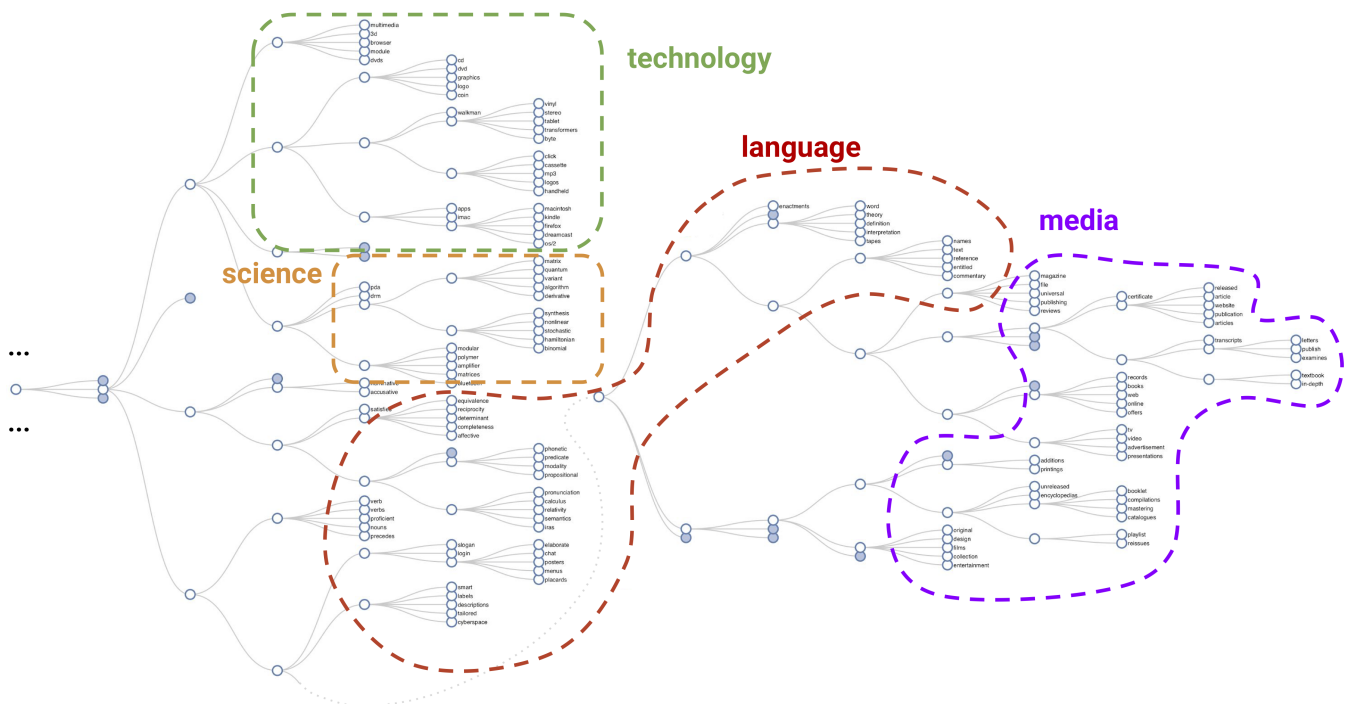 technology
multimedia
3d
browser
module
dvds
cd
dvd
graphics
logo
coin
walkman
vinyl
stereo
tablet
transformers
byte
click
cassette
mp3
logos
handheld
apps
imac
macintosh
kindle
firefox
dreamcast
os/2
science
pda
drm
matrix
quantum
variant
algorithm
derivative
synthesis
nonlinear
stochastic
hamiltonian
binomial
modular
polymer
amplifier
matrices
bluetooth
...
...
accusative
satisfies
equivalence
reciprocity
determinant
completeness
affective
phonetic
predicate
modality
propositional
pronunciation
calculus
relativity
semantics
iras
verb
verbs
proficient
nouns
precedes
slogan
login
elaborate
chat
posters
menus
placards
smart
labels
descriptions
tailored
cyberspace
language
enactments
word
theory
definition
interpretation
tapes
names
text
reference
entitled
commentary
media
magazine
file
universal
publishing
reviews
certificate
released
article
website
publication
articles
transcripts
letters
publish
examines
textbook
in-depth
records
books
web
online
offers
tv
video
advertisement
presentations
additions
printings
unreleased
encyclopedias
booklet
compilations
mastering
catalogues
playlist
reissues
original
design
films
collection
entertainment